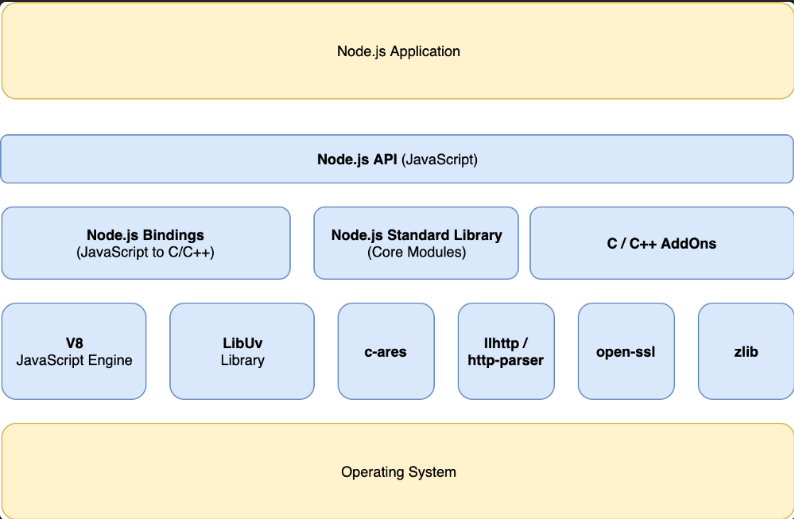 Node.js Application
Node.js API (JavaScript)
Node.js Bindings
(JavaScript to C/C++)
Node.js Standard Library
(Core Modules)
C / C++ AddOns
V8
JavaScript Engine
LibUv
Library
c-ares
llhttp /
http-parser
open-ssl
zlib
Operating System